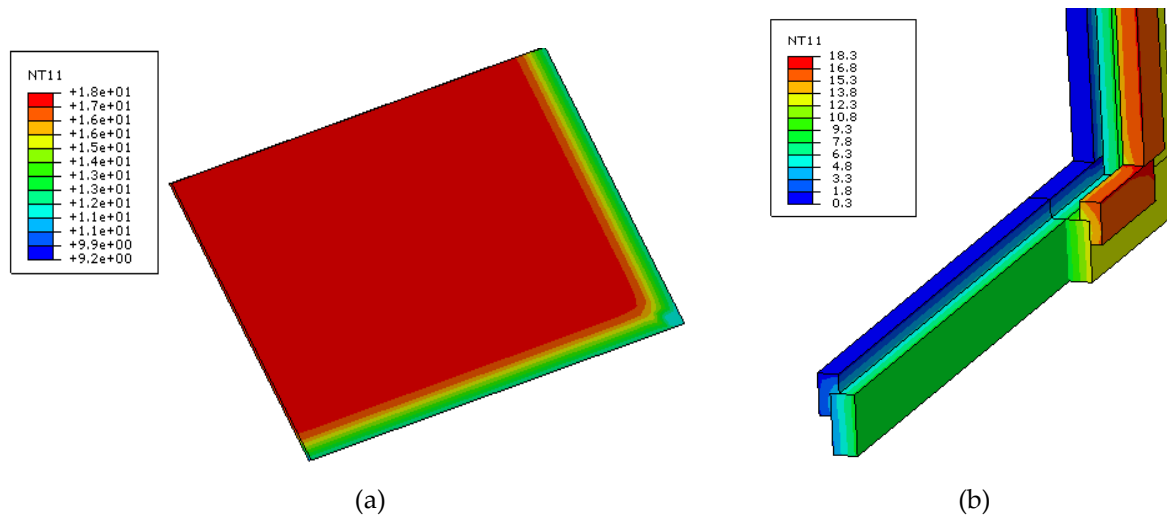 NT11
+1.8e+01
+1.7e+01
+1.6e+01
+1.6e+01
+1.5e+01
+1.4e+01
+1.3e+01
+1.3e+01
+1.2e+01
+1.1e+01
+1.1e+01
+9.9e+00
+9.2e+00
NT11
18.3
16.8
15.3
13.8
12.3
10.8
9.3
7.8
6.3
4.8
3.3
1.8
0.3
(a)
(b)